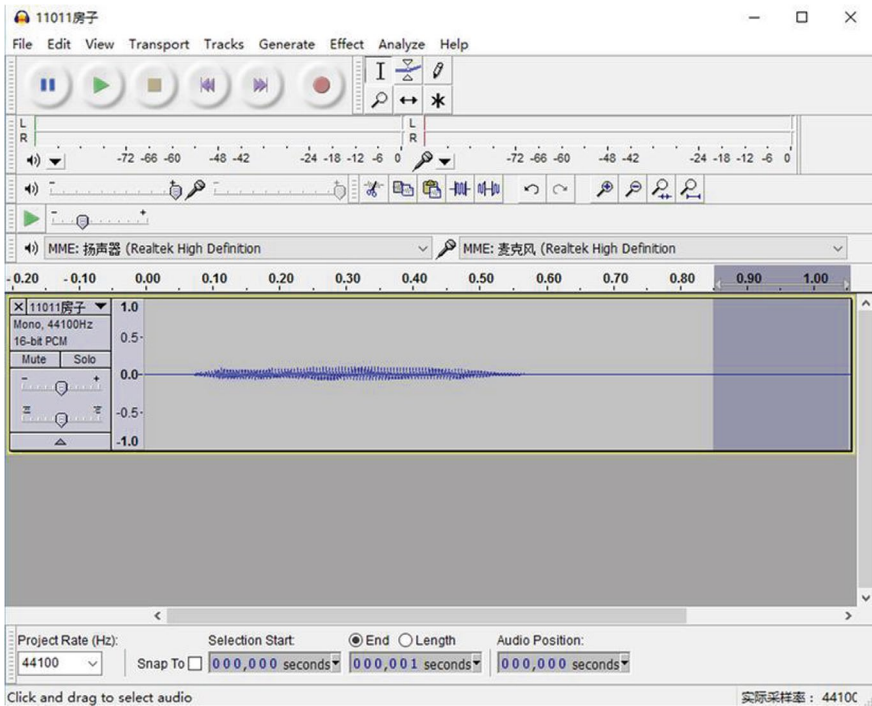 11011房子
File Edit View Transport Tracks Generate Effect Analyze Help
L
R
-72 -66 -60 -48 -42 -24 -18 -12 -6 0
L
R
-72 -66 -60 -48 -42 -24 -18 -12 -6 0
MME: 扬声器 (Realtek High Definition
MME: 麦克风 (Realtek High Definition
-0.20 -0.10 0.00 0.10 0.20 0.30 0.40 0.50 0.60 0.70 0.80 0.90 1.00
11011房子
Mono, 44100Hz
16-bit PCM
Mute Solo
1.0
0.5-
0.0-
-0.5-
-1.0
Project Rate (Hz): Selection Start: End Length Audio Position:
44100 Snap To 000,000 seconds 000,001 seconds 000,000 seconds
Click and drag to select audio 实际采样率： 4410